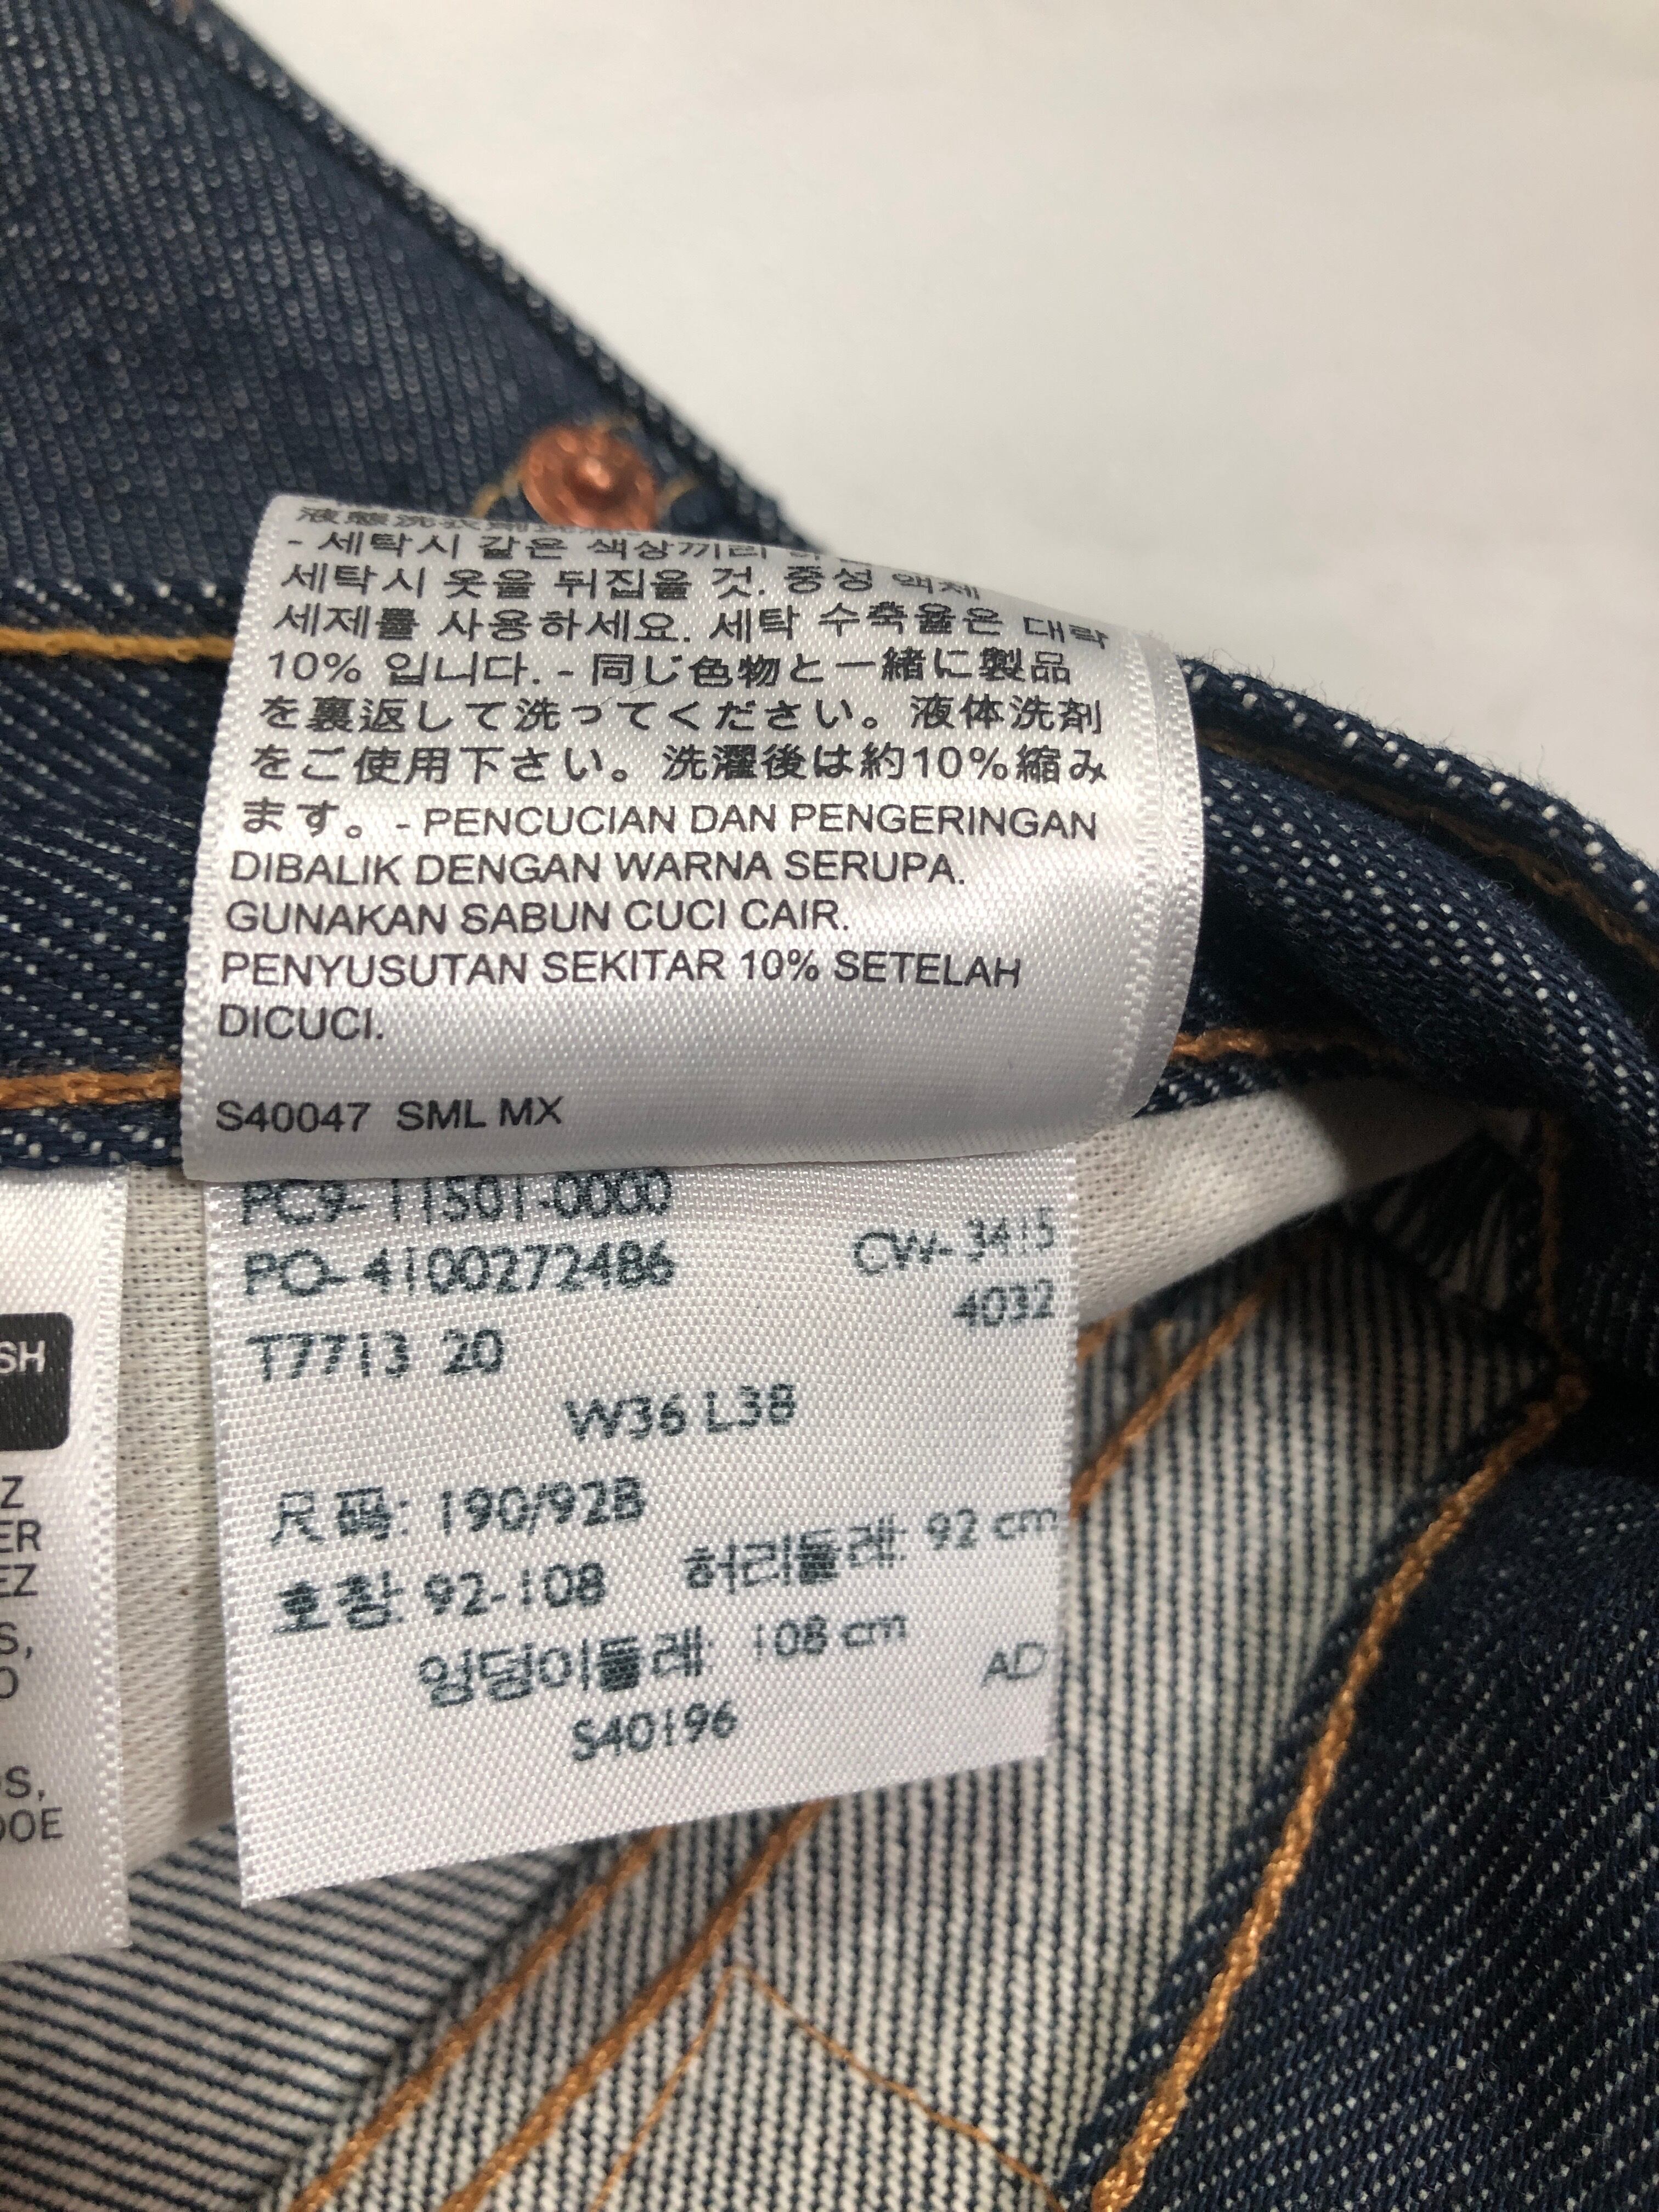 - 세탁시 같은 색상끼리
세탁시 옷을 뒤집을 것. 중성 액체
세제를 사용하세요. 세탁 수축율은 대략
10% 입니다. - 同じ色物と一緒に製品
を裏返して洗ってください。液体洗剤
をご使用下さい。洗濯後は約10%縮み
ます。- PENCUCIAN DAN PENGERINGAN
DIBALIK DENGAN WARNA SERUPA.
GUNAKAN SABUN CUCI CAIR.
PENYUSUTAN SEKITAR 10% SETELAH
DICUCI.
S40047 SML MX
PC9-11501-0000
PO-4100272486 CW-3415
4032
T7713 20
W36 L38
尺码: 190/92B
호칭: 92-108 허리둘레: 92 cm
엉덩이둘레: 108 cm
AD
S40196
SH
Z
ER
EZ
S,
O
S,
OOE